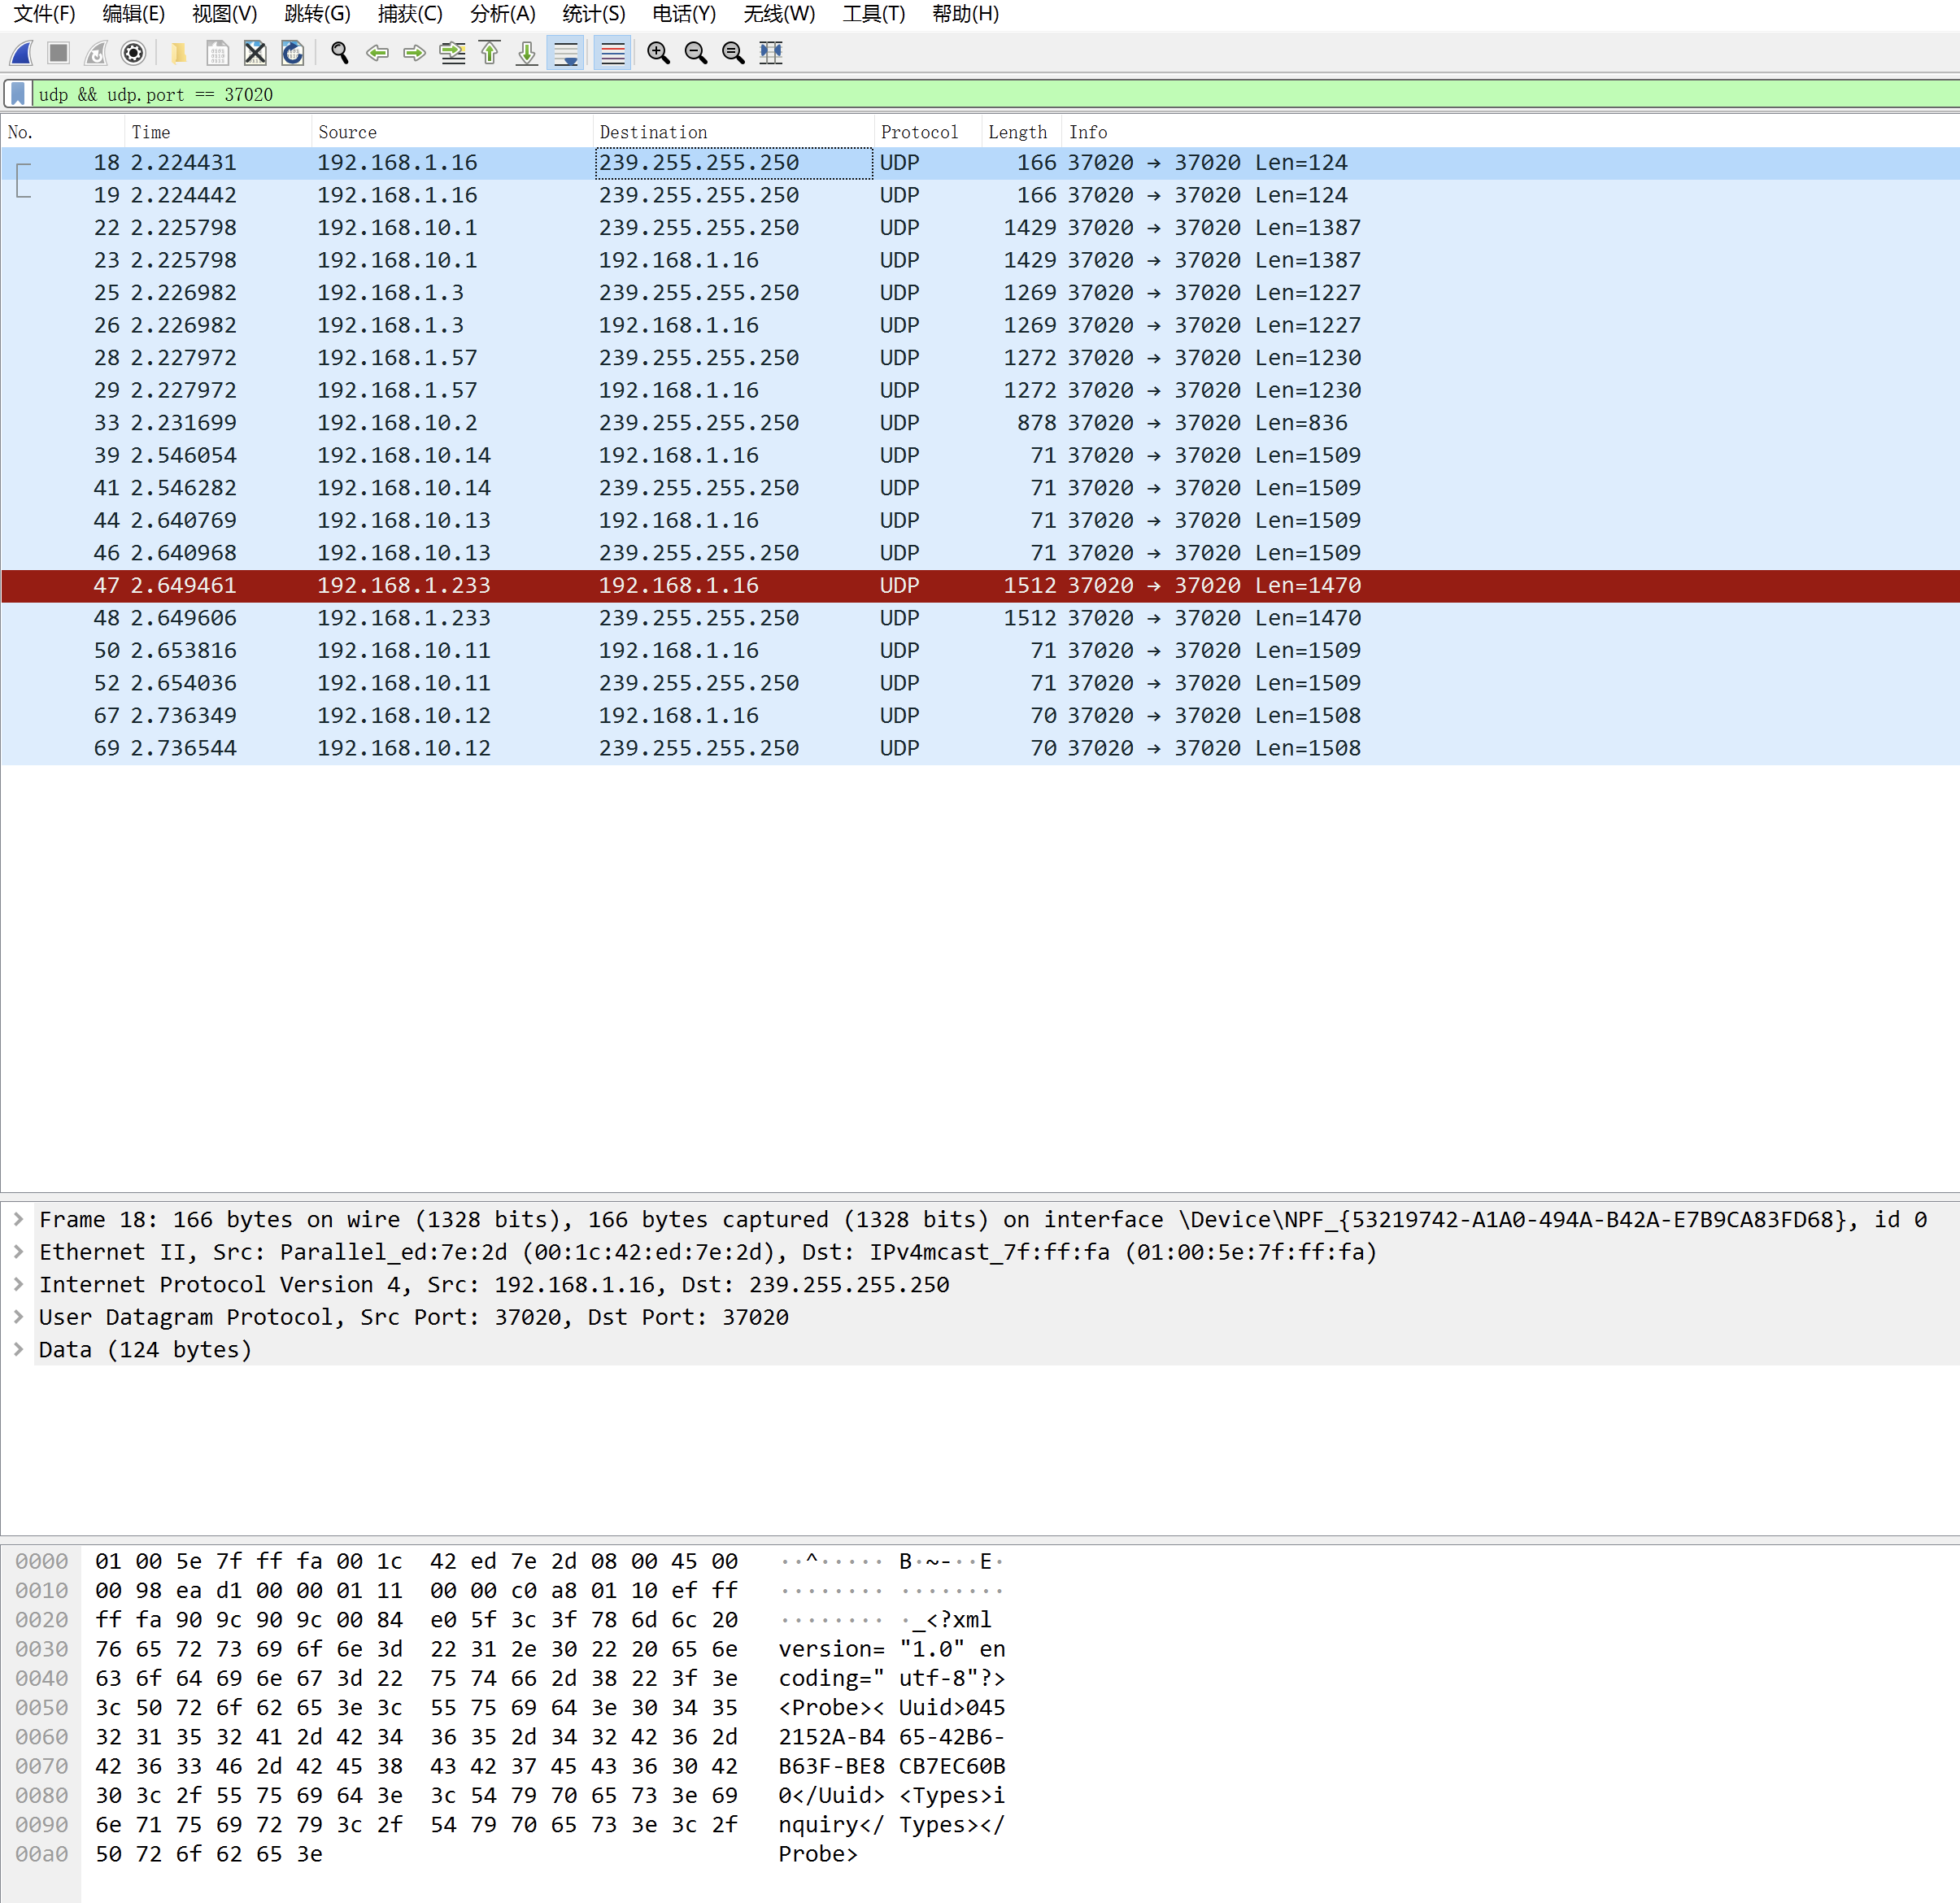 文件(F) 编辑(E) 视图(V) 跳转(G) 捕获(C) 分析(A) 统计(S) 电话(Y) 无线(W) 工具(T) 帮助(H)
udp && udp.port == 37020
No. Time Source Destination Protocol Length Info
18 2.224431 192.168.1.16 239.255.255.250 UDP 166 37020 → 37020 Len=124
19 2.224442 192.168.1.16 239.255.255.250 UDP 166 37020 → 37020 Len=124
22 2.225798 192.168.10.1 239.255.255.250 UDP 1429 37020 → 37020 Len=1387
23 2.225798 192.168.10.1 192.168.1.16 UDP 1429 37020 → 37020 Len=1387
25 2.226982 192.168.1.3 239.255.255.250 UDP 1269 37020 → 37020 Len=1227
26 2.226982 192.168.1.3 192.168.1.16 UDP 1269 37020 → 37020 Len=1227
28 2.227972 192.168.1.57 239.255.255.250 UDP 1272 37020 → 37020 Len=1230
29 2.227972 192.168.1.57 192.168.1.16 UDP 1272 37020 → 37020 Len=1230
33 2.231699 192.168.10.2 239.255.255.250 UDP 878 37020 → 37020 Len=836
39 2.546054 192.168.10.14 192.168.1.16 UDP 71 37020 → 37020 Len=1509
41 2.546282 192.168.10.14 239.255.255.250 UDP 71 37020 → 37020 Len=1509
44 2.640769 192.168.10.13 192.168.1.16 UDP 71 37020 → 37020 Len=1509
46 2.640968 192.168.10.13 239.255.255.250 UDP 71 37020 → 37020 Len=1509
47 2.649461 192.168.1.233 192.168.1.16 UDP 1512 37020 → 37020 Len=1470
48 2.649606 192.168.1.233 239.255.255.250 UDP 1512 37020 → 37020 Len=1470
50 2.653816 192.168.10.11 192.168.1.16 UDP 71 37020 → 37020 Len=1509
52 2.654036 192.168.10.11 239.255.255.250 UDP 71 37020 → 37020 Len=1509
67 2.736349 192.168.10.12 192.168.1.16 UDP 70 37020 → 37020 Len=1508
69 2.736544 192.168.10.12 239.255.255.250 UDP 70 37020 → 37020 Len=1508
Frame 18: 166 bytes on wire (1328 bits), 166 bytes captured (1328 bits) on interface \Device\NPF_{53219742-A1A0-494A-B42A-E7B9CA83FD68}, id 0
Ethernet II, Src: Parallel_ed:7e:2d (00:1c:42:ed:7e:2d), Dst: IPv4mcast_7f:ff:fa (01:00:5e:7f:ff:fa)
Internet Protocol Version 4, Src: 192.168.1.16, Dst: 239.255.255.250
User Datagram Protocol, Src Port: 37020, Dst Port: 37020
Data (124 bytes)
0000 01 00 5e 7f ff fa 00 1c 42 ed 7e 2d 08 00 45 00 ··^····· B·~-··E·
0010 00 98 ea d1 00 00 01 11 00 00 c0 a8 01 10 ef ff ········ ········
0020 ff fa 90 9c 90 9c 00 84 e0 5f 3c 3f 78 6d 6c 20 ········ ·_<?xml
0030 76 65 72 73 69 6f 6e 3d 22 31 2e 30 22 20 65 6e version= "1.0" en
0040 63 6f 64 69 6e 67 3d 22 75 74 66 2d 38 22 3f 3e coding=" utf-8"?>
0050 3c 50 72 6f 62 65 3e 3c 55 75 69 64 3e 30 34 35 <Probe>< Uuid>045
0060 32 31 35 32 41 2d 42 34 36 35 2d 34 32 42 36 2d 2152A-B4 65-42B6-
0070 42 36 33 46 2d 42 45 38 43 42 37 45 43 36 30 42 B63F-BE8 CB7EC60B
0080 30 3c 2f 55 75 69 64 3e 3c 54 79 70 65 73 3e 69 0</Uuid> <Types>i
0090 6e 71 75 69 72 79 3c 2f 54 79 70 65 73 3e 3c 2f nquiry</ Types></
00a0 50 72 6f 62 65 3e Probe>